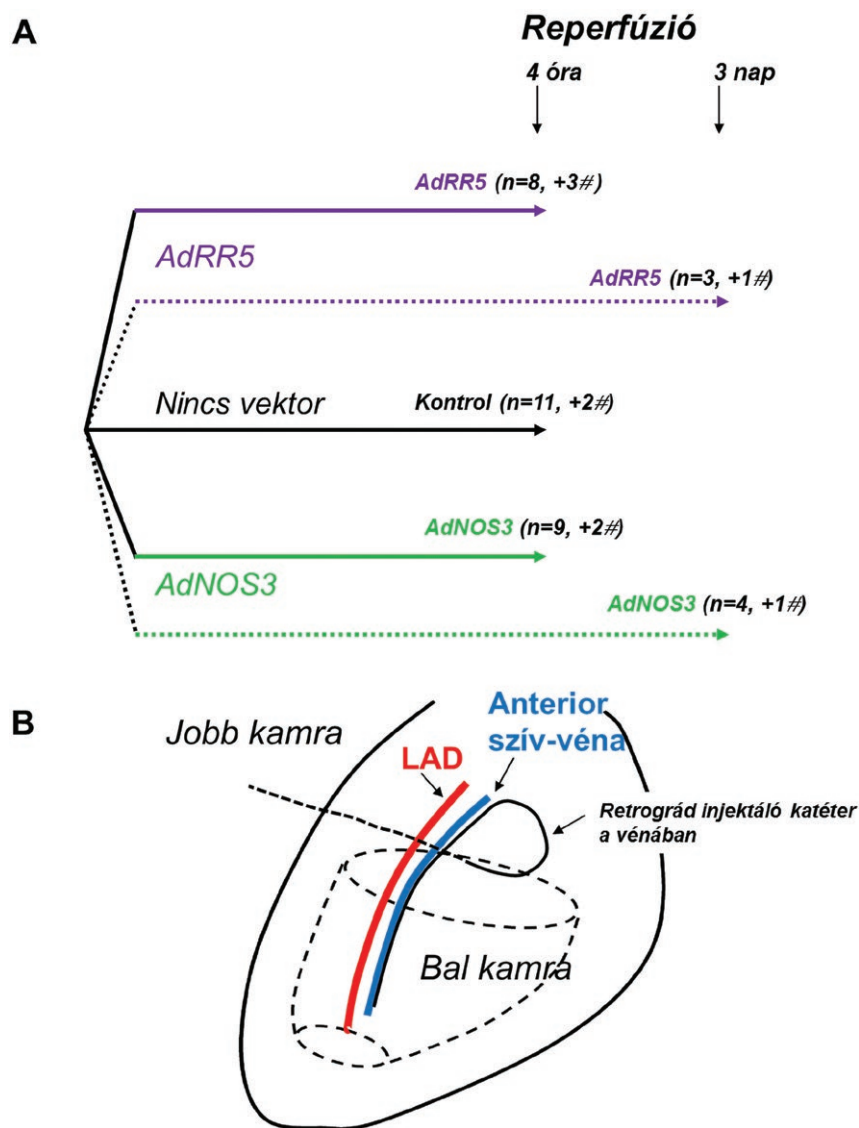 A
Reperfúzió
4 óra
3 nap
AdRR5 (n=8, +3#)
AdRR5
AdRR5 (n=3, +1#)
Nincs vektor
Kontrol (n=11, +2#)
AdNOS3 (n=9, +2#)
AdNOS3
AdNOS3 (n=4, +1#)
B
Jobb kamra
LAD
Anterior
szív-véna
Retrográd injektáló katéter
a vénában
Bal kamra